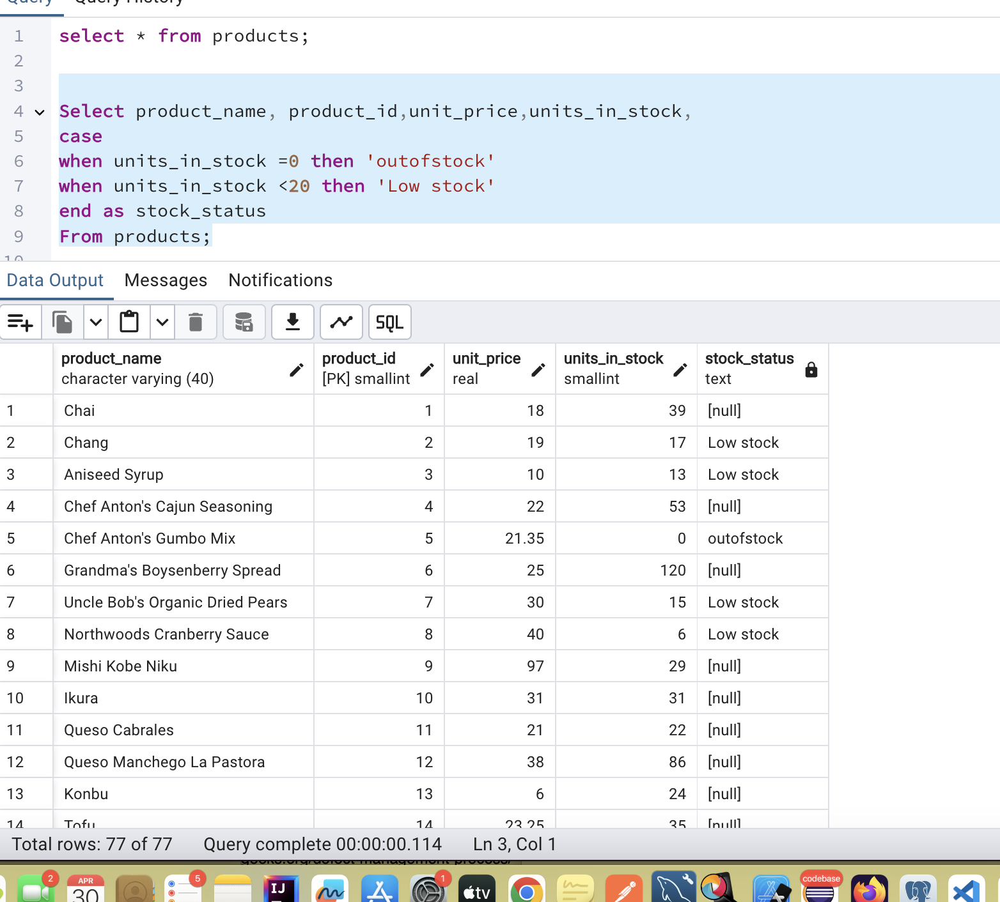 Query Query History
1 select * from products;
2
3
4 Select product_name, product_id,unit_price,units_in_stock,
5 case
6 when units_in_stock =0 then 'outofstock'
7 when units_in_stock <20 then 'Low stock'
8 end as stock_status
9 From products;
10
Data Output Messages Notifications
SQL
product_name product_id unit_price units_in_stock stock_status
character varying (40) [PK] smallint real smallint text
1 Chai 1 18 39 [null]
2 Chang 2 19 17 Low stock
3 Aniseed Syrup 3 10 13 Low stock
4 Chef Anton's Cajun Seasoning 4 22 53 [null]
5 Chef Anton's Gumbo Mix 5 21.35 0 outofstock
6 Grandma's Boysenberry Spread 6 25 120 [null]
7 Uncle Bob's Organic Dried Pears 7 30 15 Low stock
8 Northwoods Cranberry Sauce 8 40 6 Low stock
9 Mishi Kobe Niku 9 97 29 [null]
10 Ikura 10 31 31 [null]
11 Queso Cabrales 11 21 22 [null]
12 Queso Manchego La Pastora 12 38 86 [null]
13 Konbu 13 6 24 [null]
14 Tofu 14 23.25 35 [null]
Total rows: 77 of 77 Query complete 00:00:00.114 Ln 3, Col 1
geeks.org/defect-management-process/
2 APR 5 1 codebase
30 IJ tv